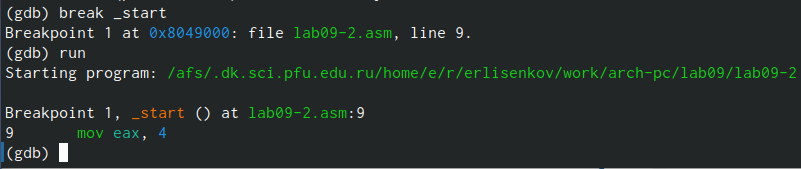 (gdb) break _start
Breakpoint 1 at 0x8049000: file lab09-2.asm, line 9.
(gdb) run
Starting program: /afs/.dk.sci.pfu.edu.ru/home/e/r/erlisenkov/work/arch-pc/lab09/lab09-2

Breakpoint 1, _start () at lab09-2.asm:9
9	mov eax, 4
(gdb)